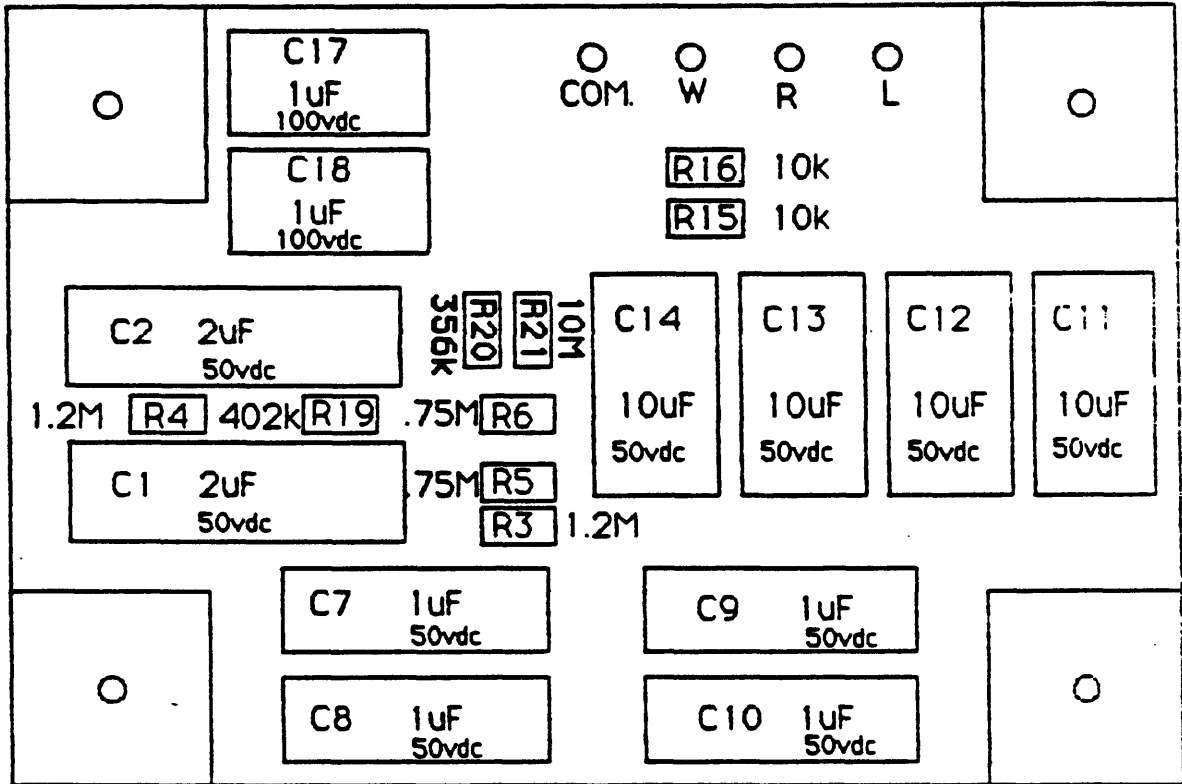 C17
1uF
100vdc
COM. W R L
C18
1uF
100vdc
R16 10k
R15 10k
C2 2uF
50vdc
356k
R20
R21
10M
C14
10uF
50vdc
C13
10uF
50vdc
C12
10uF
50vdc
C11
10uF
50vdc
1.2M R4 402k R19 .75M R6
C1 2uF
50vdc
.75M R5
R3 1.2M
C7 1uF
50vdc
C9 1uF
50vdc
C8 1uF
50vdc
C10 1uF
50vdc